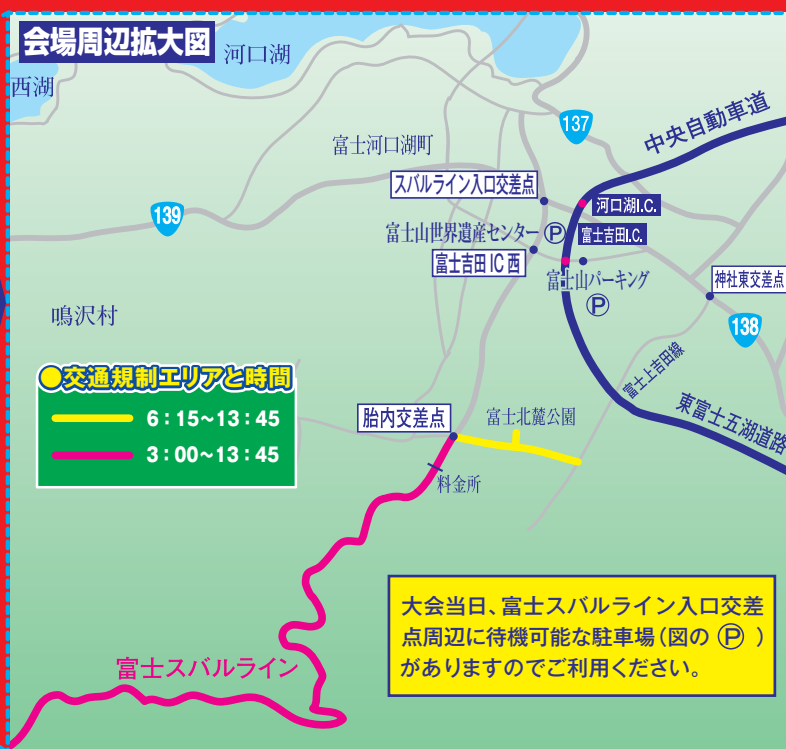 会場周辺拡大図
河口湖
西湖
137
中央自動車道
富士河口湖町
スバルライン入口交差点
139
河口湖I.C.
富士山世界遺産センター Ⓟ
富士吉田I.C.
富士吉田IC西
富士山パーキング
Ⓟ
神社東交差点
鳴沢村
138
富士上吉田線
●交通規制エリアと時間
6:15~13:45
3:00~13:45
東富士五湖道路
胎内交差点
富士北麓公園
料金所
大会当日、富士スバルライン入口交差
点周辺に待機可能な駐車場(図の Ⓟ )
がありますのでご利用ください。
富士スバルライン